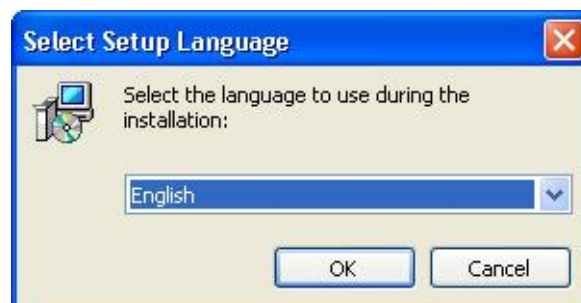 Select Setup Language
Select the language to use during the
installation:
English
OK
Cancel